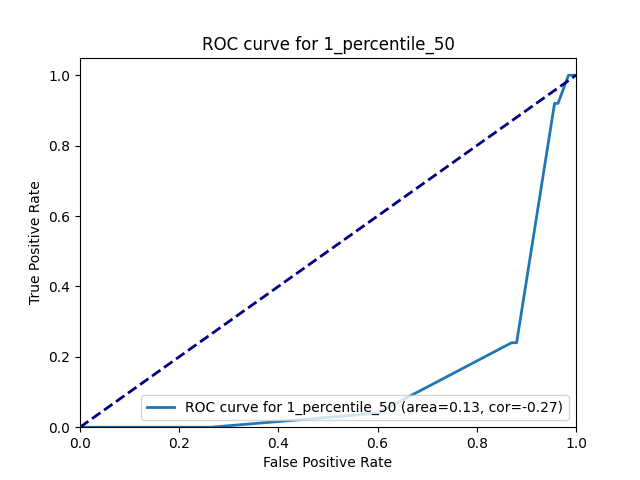 ROC curve for 1_percentile_50
1.0
0.8
0.6
0.4
0.2
0.0
True Positive Rate
ROC curve for 1_percentile_50 (area=0.13, cor=-0.27)
0.0 0.2 0.4 0.6 0.8 1.0
False Positive Rate